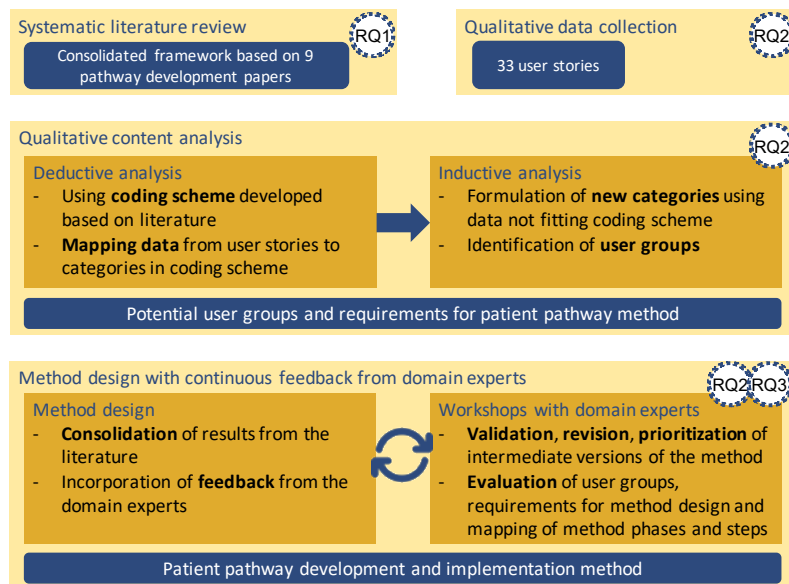 Systematic literature review
RQ1
Consolidated framework based on 9
pathway development papers
Qualitative data collection
RQ2
33 user stories
Qualitative content analysis
RQ2
Deductive analysis
- Using coding scheme developed
based on literature
- Mapping data from user stories to
categories in coding scheme
Inductive analysis
- Formulation of new categories using
data not fitting coding scheme
- Identification of user groups
Potential user groups and requirements for patient pathway method
Method design with continuous feedback from domain experts
RQ2 RQ3
Method design
- Consolidation of results from the
literature
- Incorporation of feedback from the
domain experts
Workshops with domain experts
- Validation, revision, prioritization of
intermediate versions of the method
- Evaluation of user groups,
requirements for method design and
mapping of method phases and steps
Patient pathway development and implementation method